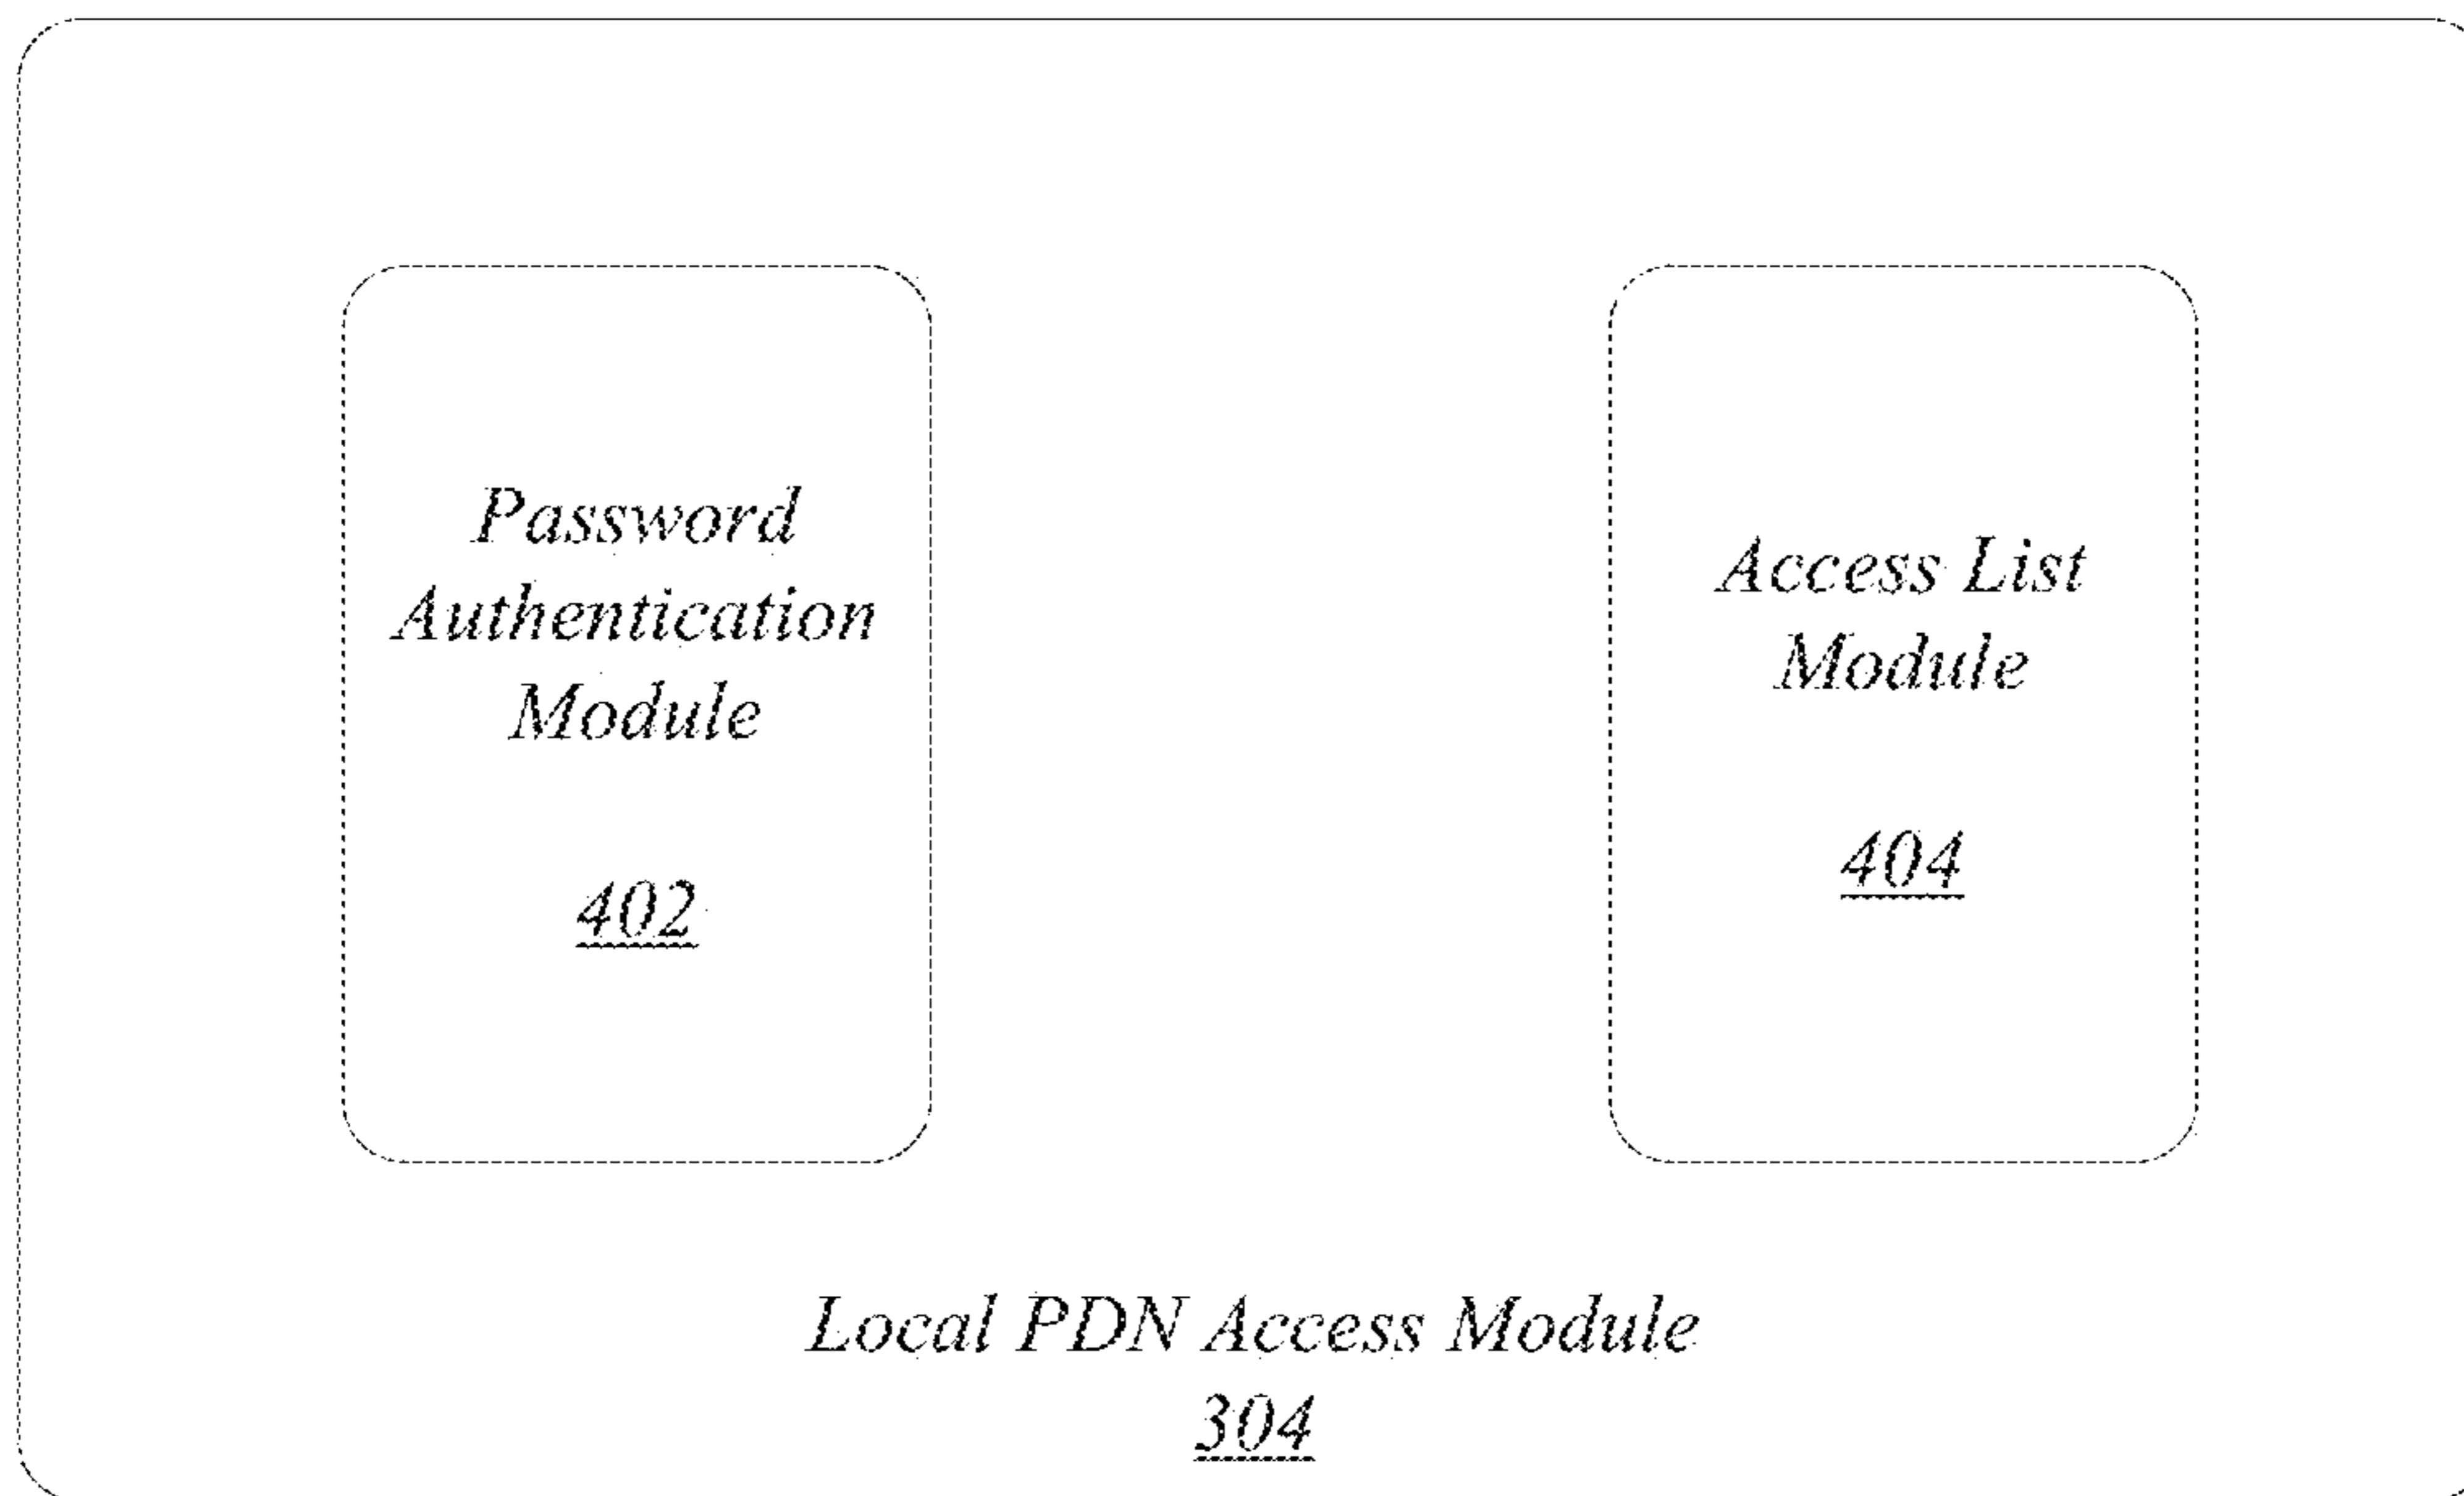 Password
Authentication
Module
402
Access List
Module
404
Local PDN Access Module
304